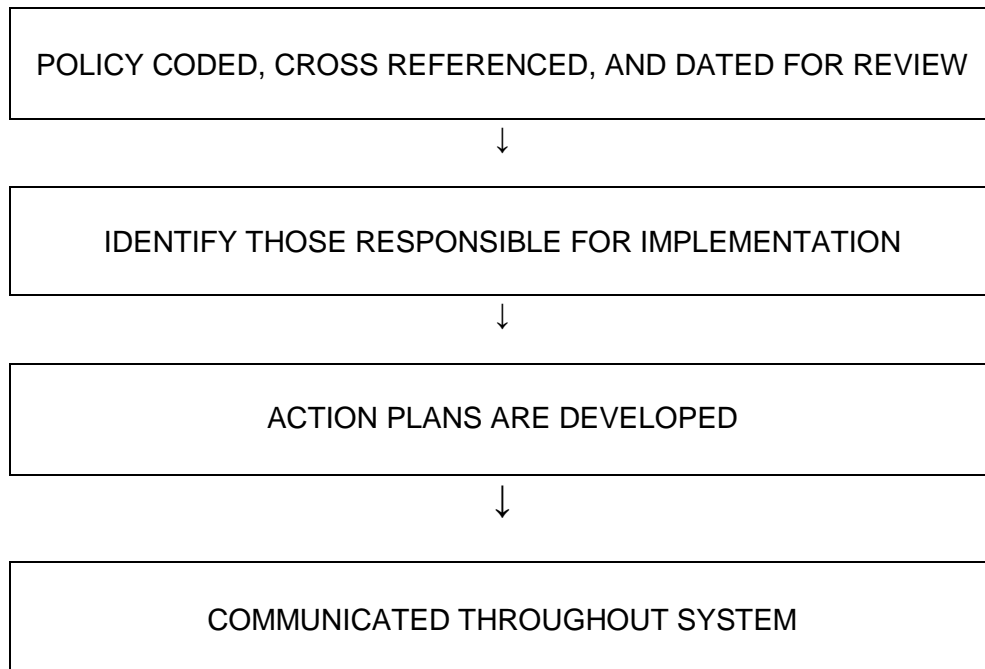 POLICY CODED, CROSS REFERENCED, AND DATED FOR REVIEW
↓
IDENTIFY THOSE RESPONSIBLE FOR IMPLEMENTATION
↓
ACTION PLANS ARE DEVELOPED
↓
COMMUNICATED THROUGHOUT SYSTEM